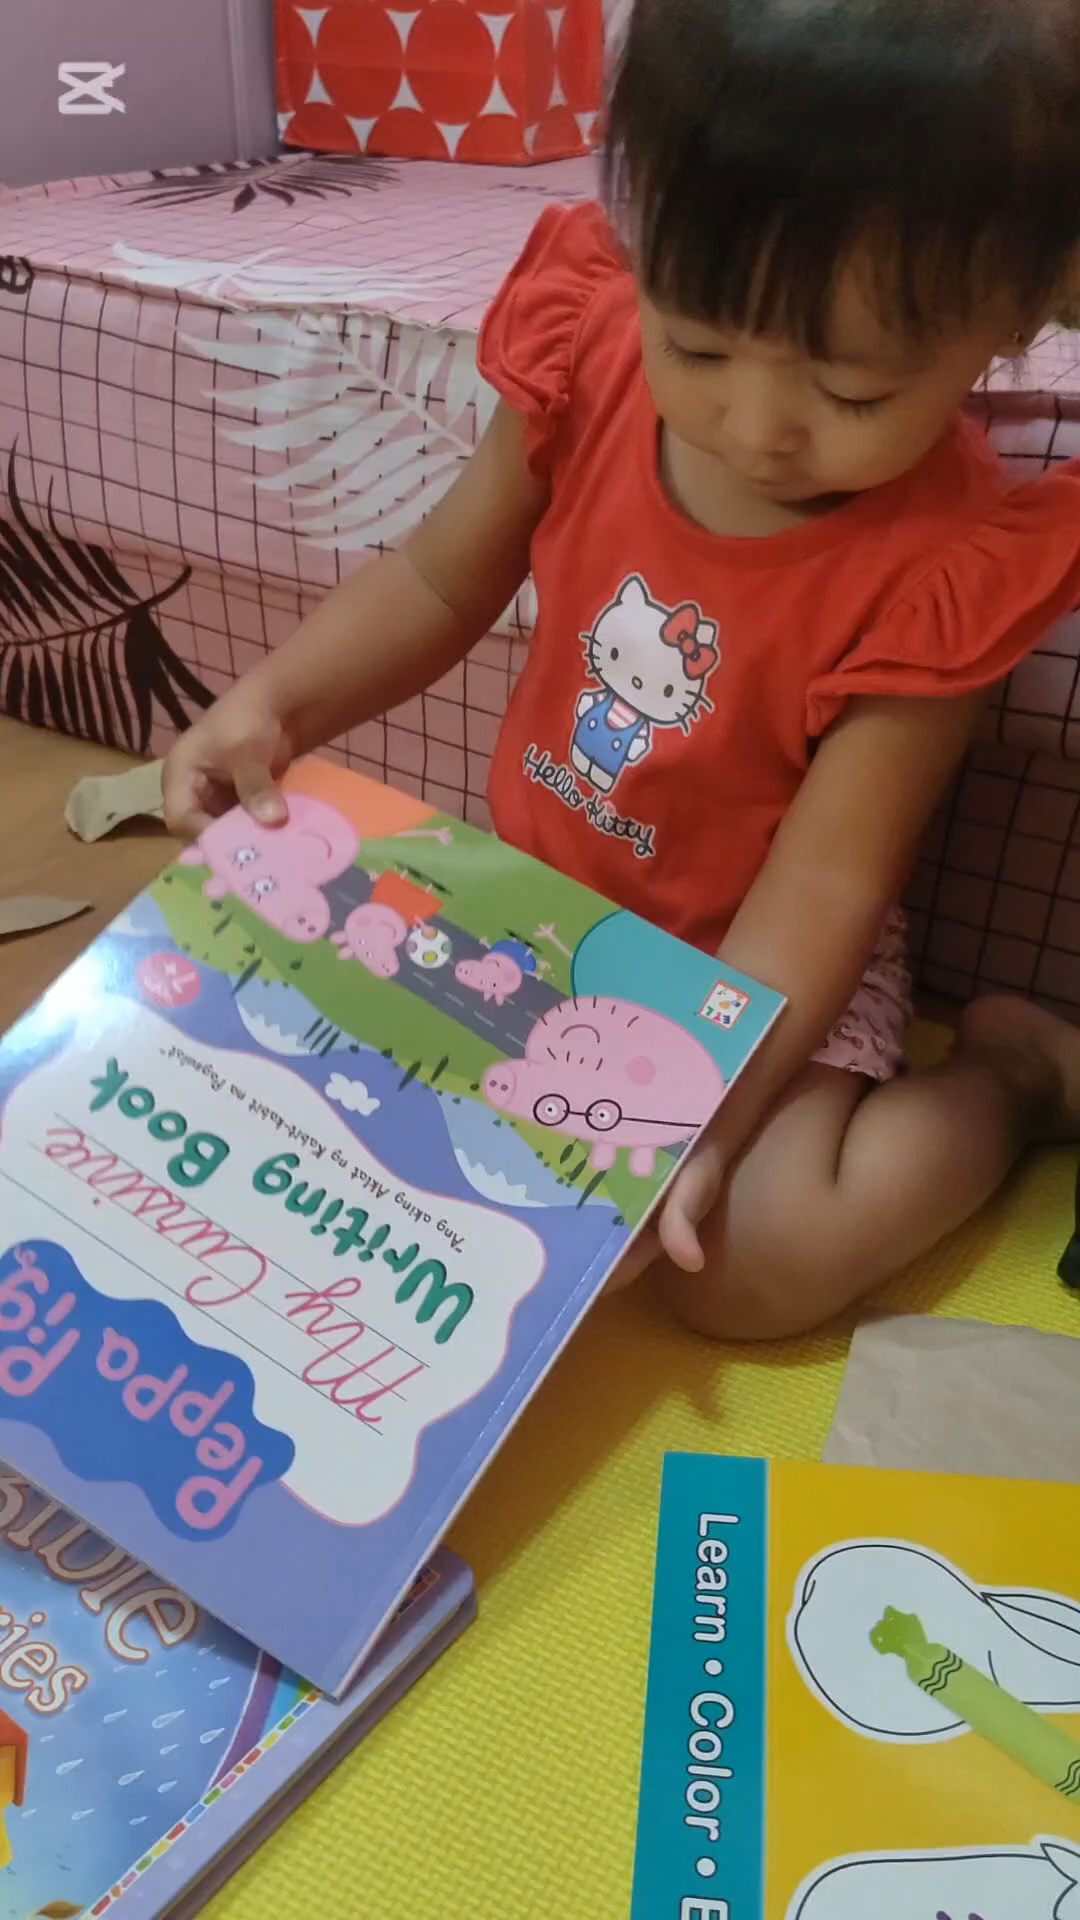 Hello Kitty
Peppa Pig
My Cursive
Writing Book
"Ang aking Aklat ng Kabit-kabit na Pagsulat"
Learn • Color •